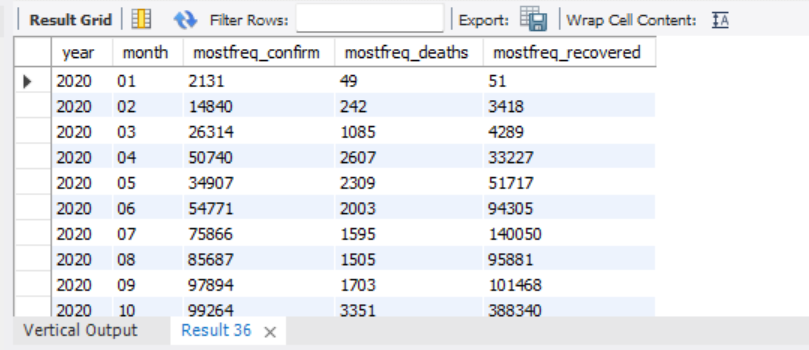 Result Grid Filter Rows: Export: Wrap Cell Content:
year month mostfreq_confirm mostfreq_deaths mostfreq_recovered
2020 01 2131 49 51
2020 02 14840 242 3418
2020 03 26314 1085 4289
2020 04 50740 2607 33227
2020 05 34907 2309 51717
2020 06 54771 2003 94305
2020 07 75866 1595 140050
2020 08 85687 1505 95881
2020 09 97894 1703 101468
2020 10 99264 3351 388340
Vertical Output Result 36